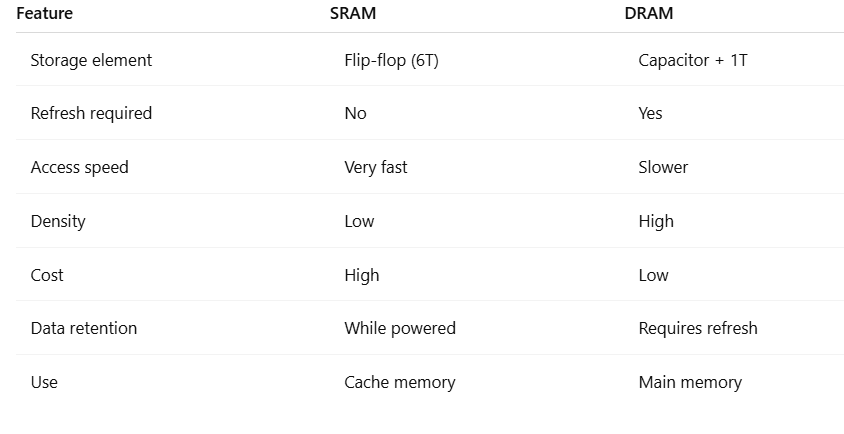 Feature SRAM DRAM
Storage element Flip-flop (6T) Capacitor + 1T
Refresh required No Yes
Access speed Very fast Slower
Density Low High
Cost High Low
Data retention While powered Requires refresh
Use Cache memory Main memory